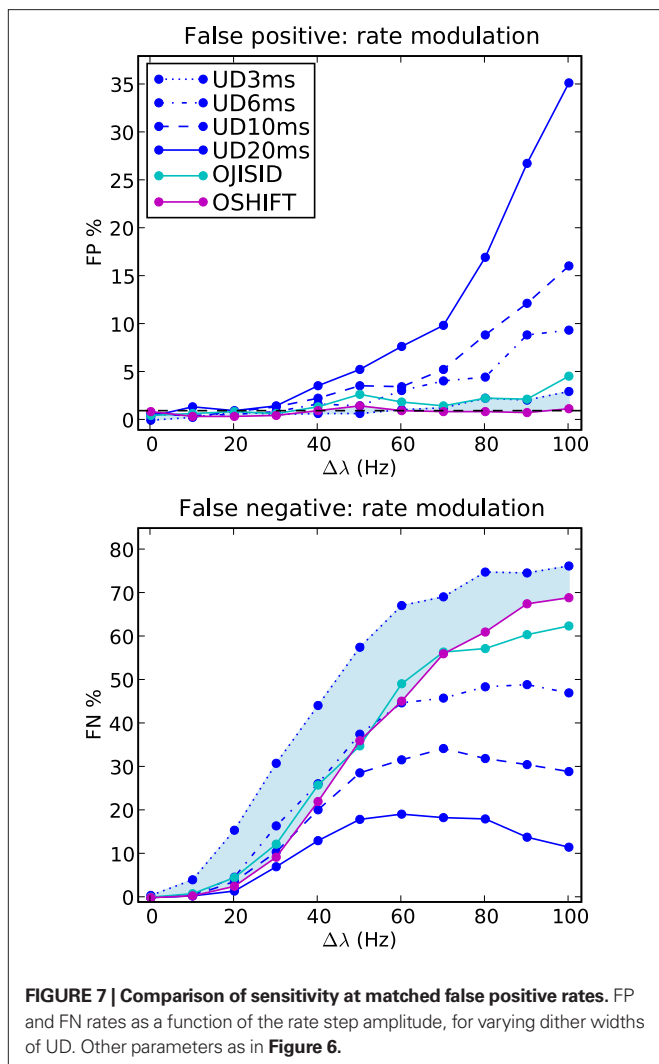 False positive: rate modulation
UD3ms
UD6ms
UD10ms
UD20ms
OJISID
OSHIFT
FP %
35
30
25
20
15
10
5
0
0 20 40 60 80 100
Δλ (Hz)
False negative: rate modulation
FN %
80
70
60
50
40
30
20
10
0
0 20 40 60 80 100
Δλ (Hz)
FIGURE 7 | Comparison of sensitivity at matched false positive rates. FP
and FN rates as a function of the rate step amplitude, for varying dither widths
of UD. Other parameters as in Figure 6.